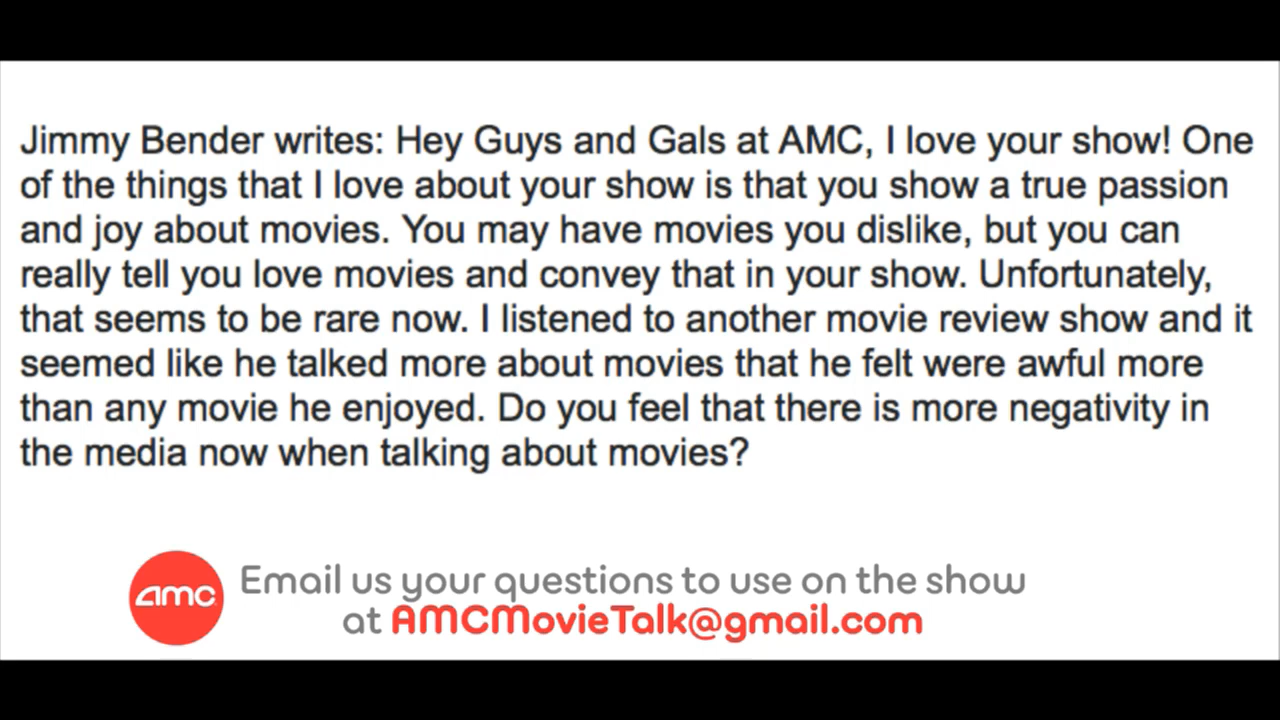 Jimmy Bender writes: Hey Guys and Gals at AMC, I love your show! One
of the things that I love about your show is that you show a true passion
and joy about movies. You may have movies you dislike, but you can
really tell you love movies and convey that in your show. Unfortunately,
that seems to be rare now. I listened to another movie review show and it
seemed like he talked more about movies that he felt were awful more
than any movie he enjoyed. Do you feel that there is more negativity in
the media now when talking about movies?
amc
Email us your questions to use on the show
at AMCMovieTalk@gmail.com